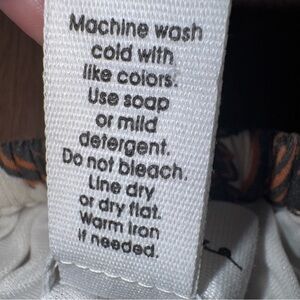 Machine wash
cold with
like colors.
Use soap
or mild
detergent.
Do not bleach.
Line dry
or dry flat.
Warm iron
if needed.